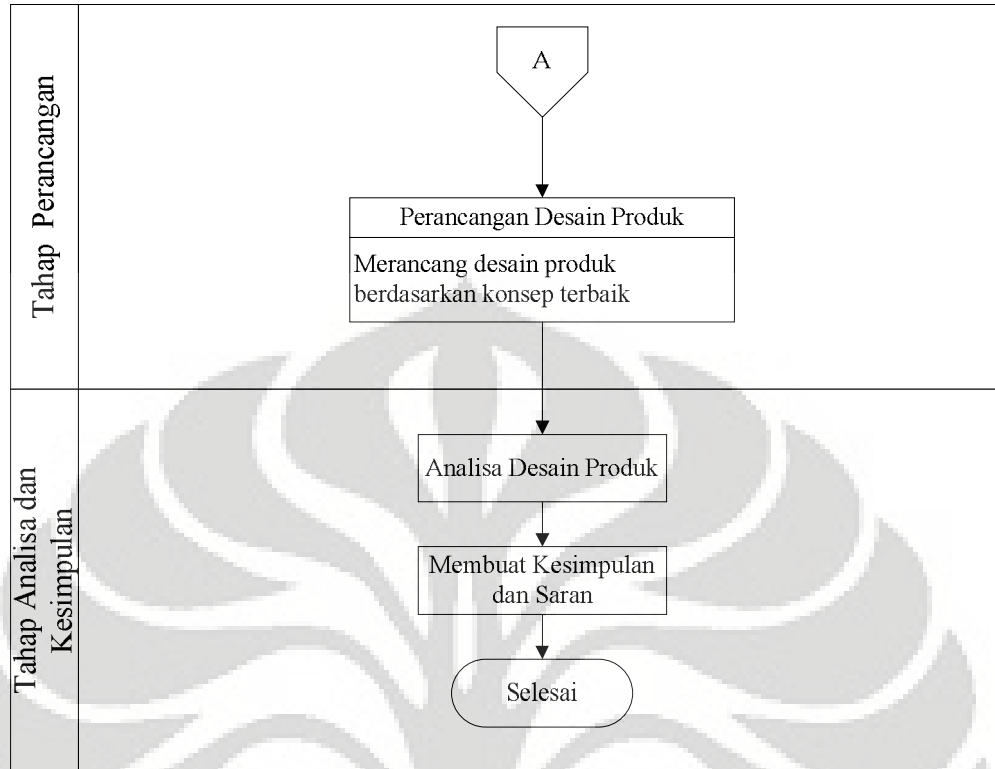 Tahap Perancangan
A
Perancangan Desain Produk
Merancang desain produk
berdasarkan konsep terbaik
Tahap Analisa dan
Kesimpulan
Analisa Desain Produk
Membuat Kesimpulan
dan Saran
Selesai